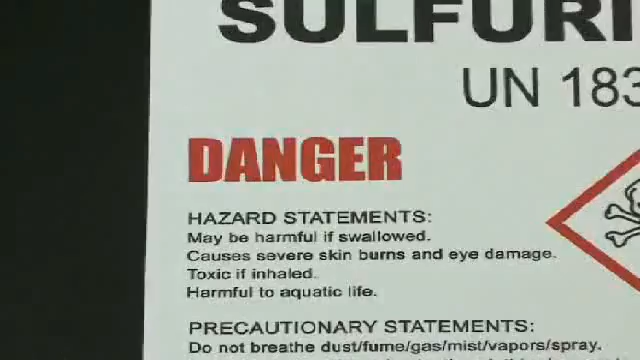 SULFURI
UN 183
DANGER
HAZARD STATEMENTS:
May be harmful if swallowed.
Causes severe skin burns and eye damage.
Toxic if inhaled.
Harmful to aquatic life.
PRECAUTIONARY STATEMENTS:
Do not breathe dust/fume/gas/mist/vapors/spray.